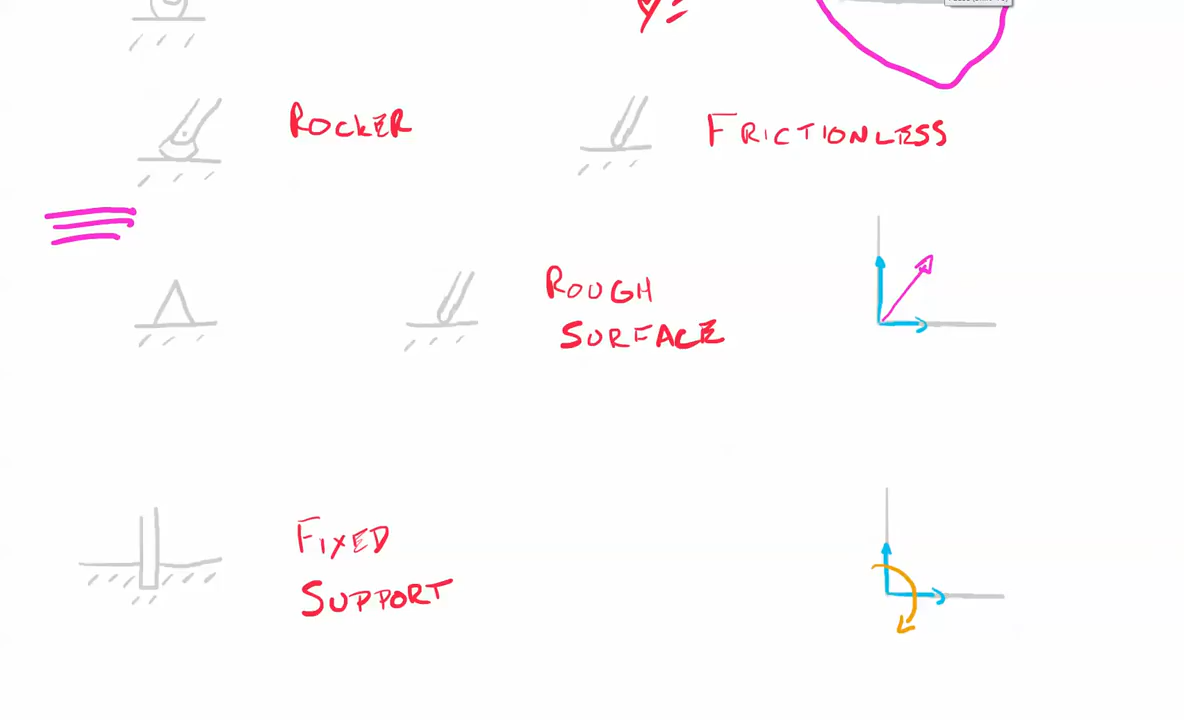 y =
ROCKER
FRICTIONLESS
ROUGH
SURFACE
FIXED
SUPPORT